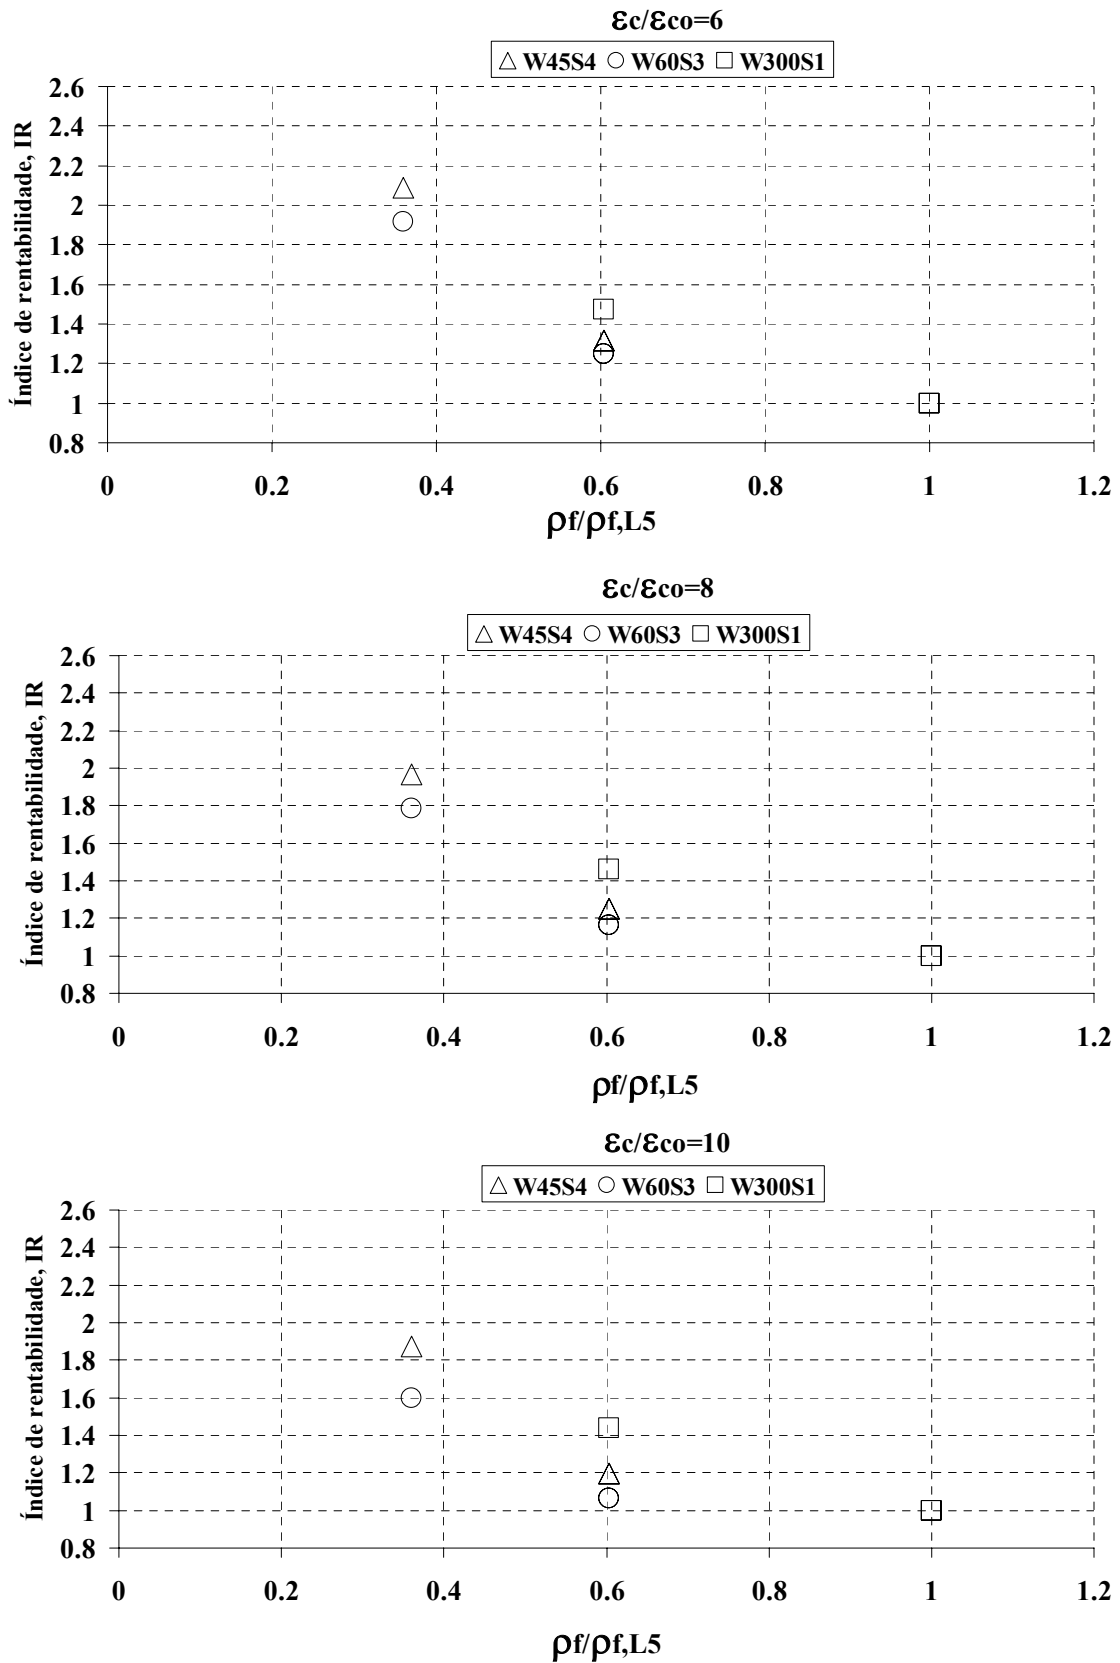 εc/εco=6
W45S4 W60S3 W300S1
Índice de rentabilidade, IR
2.6
2.4
2.2
2
1.8
1.6
1.4
1.2
1
0.8
0 0.2 0.4 0.6 0.8 1 1.2
ρf/ρf,L5
εc/εco=8
W45S4 W60S3 W300S1
Índice de rentabilidade, IR
2.6
2.4
2.2
2
1.8
1.6
1.4
1.2
1
0.8
0 0.2 0.4 0.6 0.8 1 1.2
ρf/ρf,L5
εc/εco=10
W45S4 W60S3 W300S1
Índice de rentabilidade, IR
2.6
2.4
2.2
2
1.8
1.6
1.4
1.2
1
0.8
0 0.2 0.4 0.6 0.8 1 1.2
ρf/ρf,L5